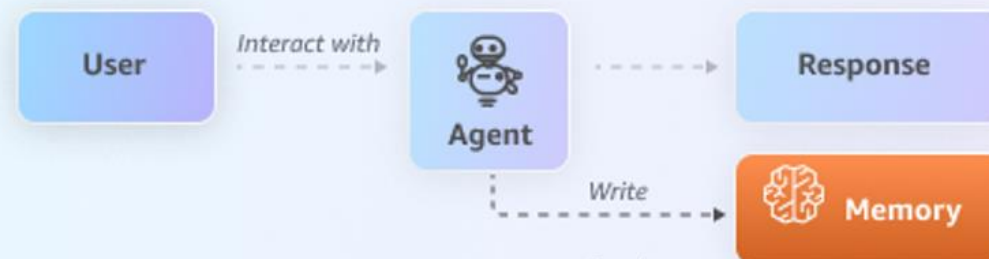 User
Interact with
Agent
Response
Write
Memory